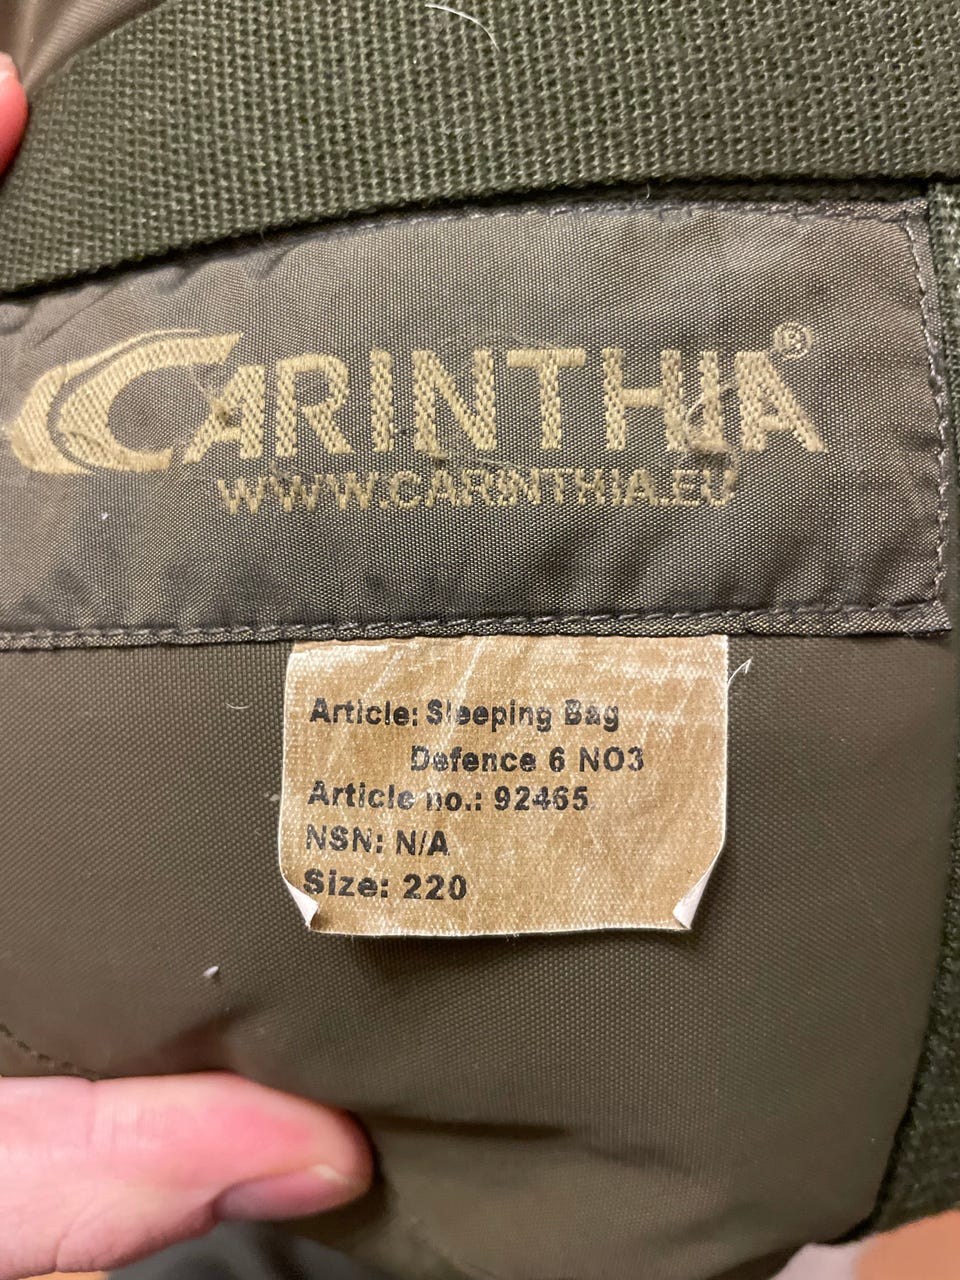 CARINTHIA®
WWW.CARINTHIA.EU
Article: Sleeping Bag
Defence 6 NO3
Article no.: 92465
NSN: N/A
Size: 220